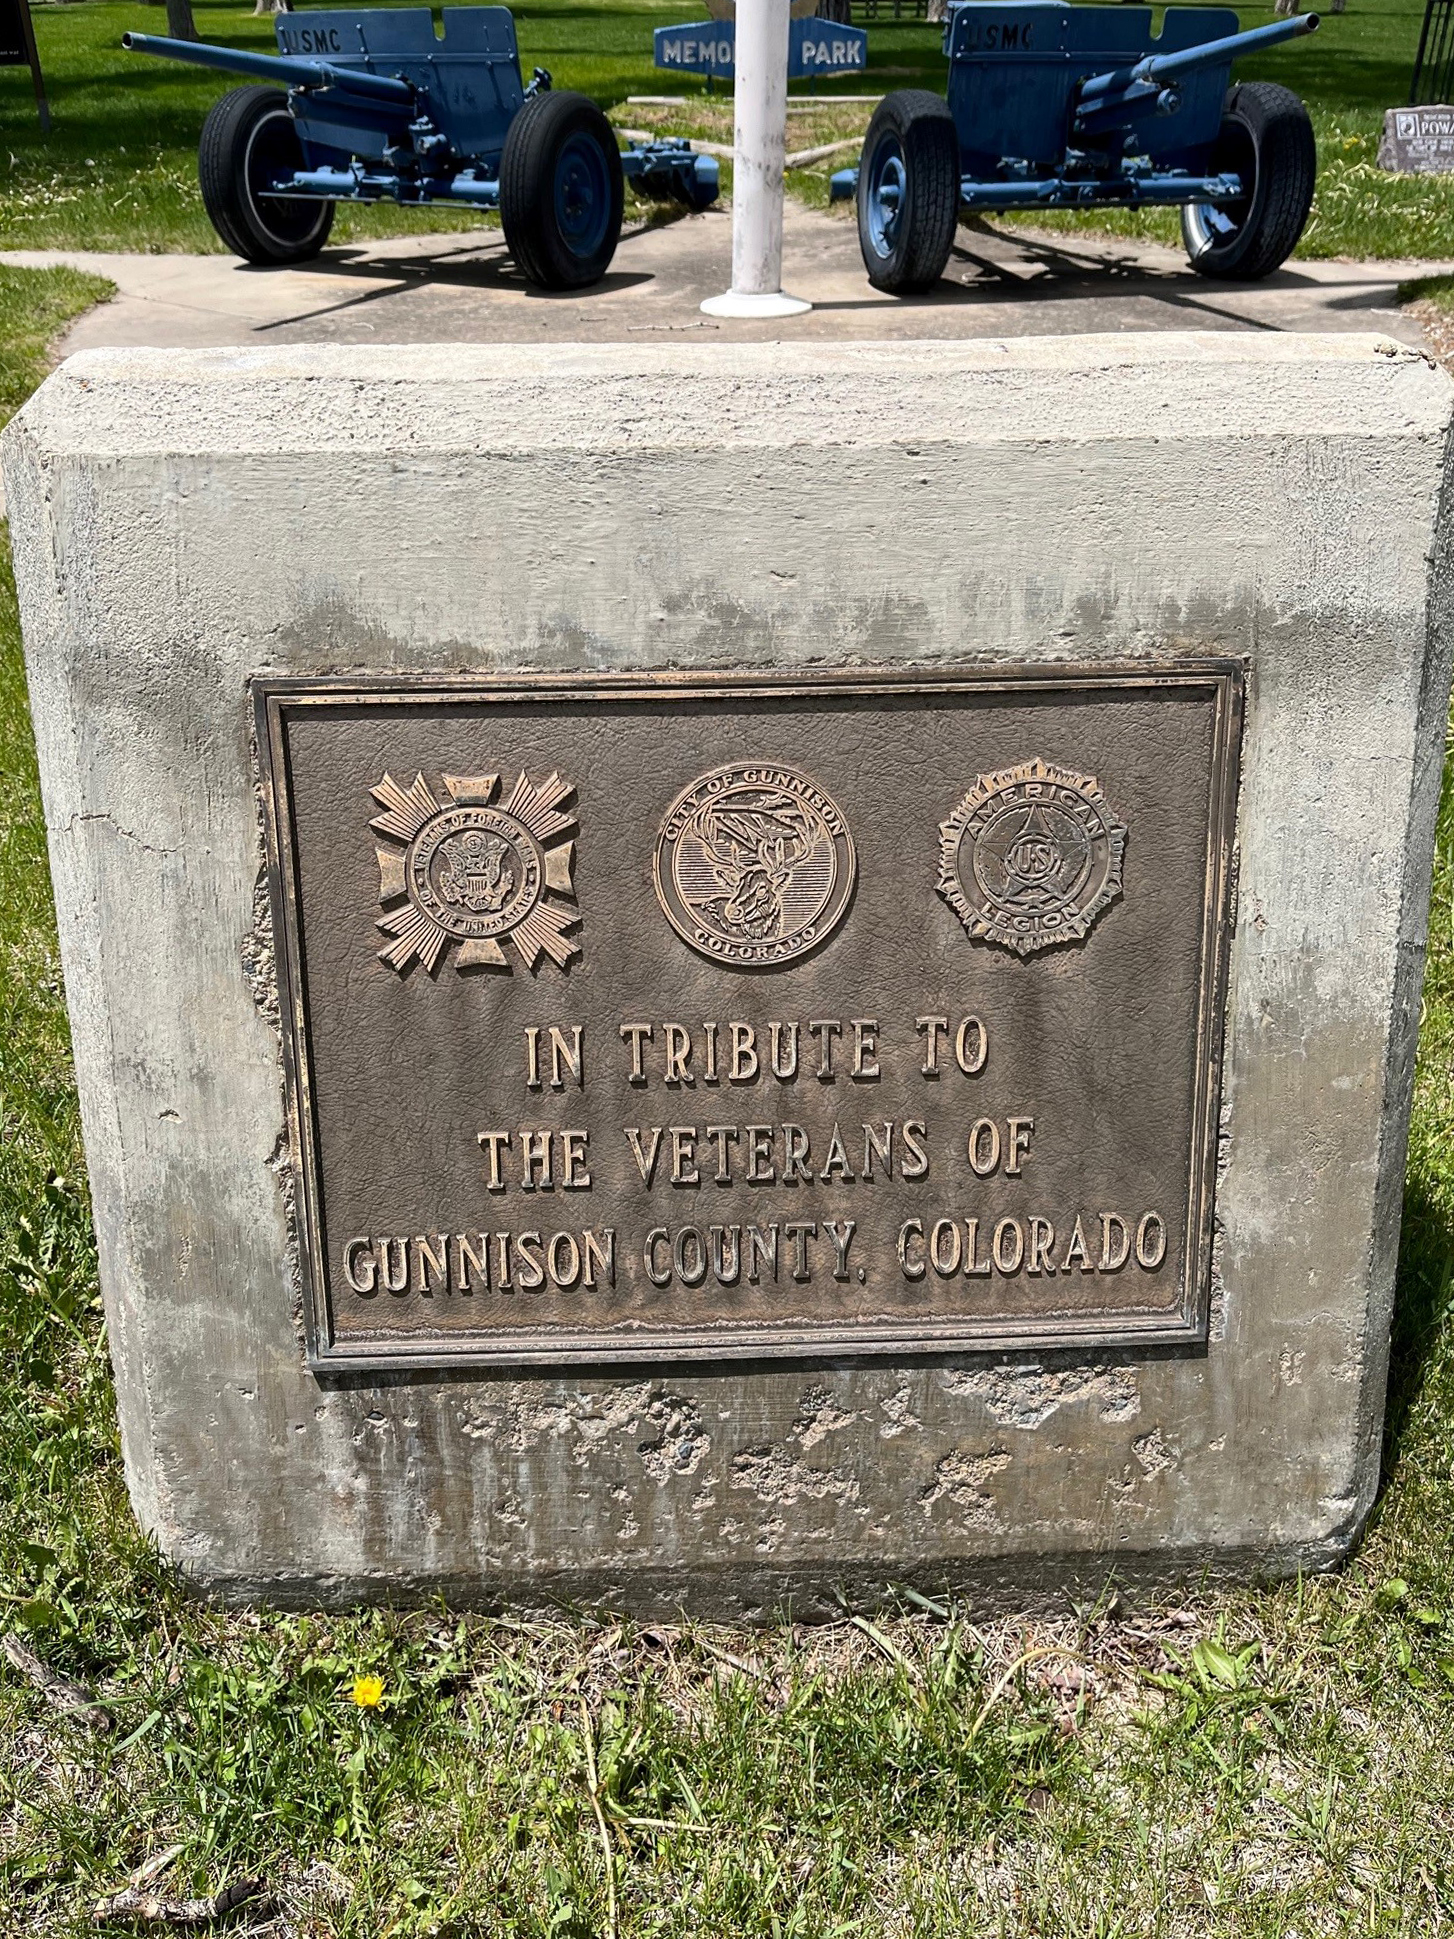 USMC
MEMO PARK
USMC
POW
VETERANS OF FOREIGN WARS
OF THE UNITED STATES
CITY OF GUNNISON
COLORADO
AMERICAN
U.S
LEGION
IN TRIBUTE TO
THE VETERANS OF
GUNNISON COUNTY, COLORADO